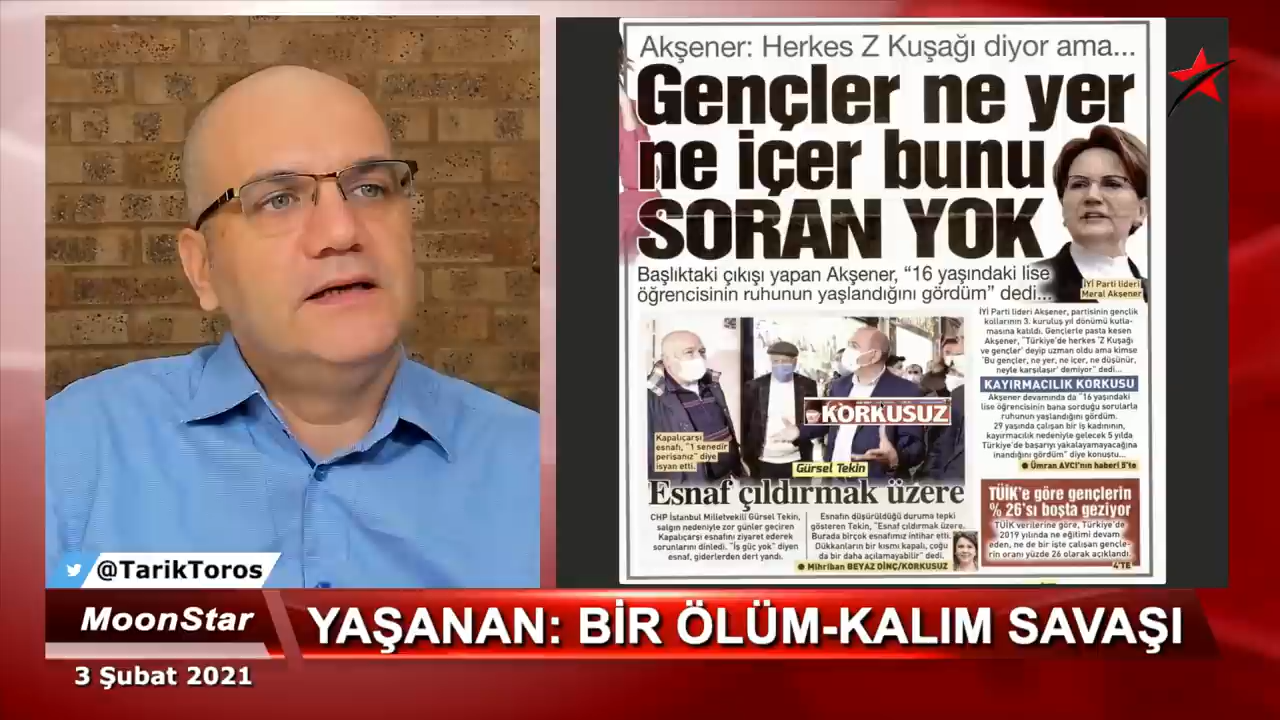 Akşener: Herkes Z Kuşağı diyor ama...
Gençler ne yer
ne içer bunu
SORAN YOK
Başlıktaki çıkışı yapan Akşener, “16 yaşındaki lise
öğrencisinin ruhunun yaşlandığını gördüm” dedi...
İYİ Parti lideri
Meral Akşener
İYİ Parti lideri Akşener, partisinin gençlik
kollarının 3. kuruluş yıl dönümü kutla-
masına katıldı. Gençlerle pasta kesen
Akşener, “Türkiye'de herkes ‘Z Kuşağı
ve gençler’ deyip uzman oldu ama kimse
‘Bu gençler, ne yer, ne içer, ne düşünür,
neyle karşılaşır’ demiyor” dedi...
KAYIRMACILIK KORKUSU
Akşener devamında da “16 yaşındaki
lise öğrencisinin bana sorduğu sorularla
ruhunun yaşlandığını gördüm.
29 yaşında çalışan bir iş kadınının,
kayırmacılık nedeniyle gelecek 5 yılda
Türkiye'de başarıyı yakalayamayacağına
inandığını gördüm” diye konuştu...
Ümran AVCI'nın haberi 5'te
KORKUSUZ
Kapalıçarşı
esnafı, “1 senedir
perişanız” diye
isyan etti.
Gürsel Tekin
Esnaf çıldırmak üzere
CHP İstanbul Milletvekili Gürsel Tekin,
salgın nedeniyle zor günler geçiren
Kapalıçarşı esnafını ziyaret ederek
sorunlarını dinledi. “İş güç yok” diyen
esnaf, giderlerden dert yandı.
Esnafın düşürüldüğü duruma tepki
gösteren Tekin, “Esnaf çıldırmak üzere.
Burada birçok esnafımız intihar etti.
Dükkanların bir kısmı kapalı, çoğu
da bir daha açılamayabilir” dedi.
Mihriban BEYAZ DİNÇ/KORKUSUZ
TÜİK'e göre gençlerin
% 26'sı boşta geziyor
TÜİK verilerine göre, Türkiye'de
2019 yılında ne eğitimi devam
eden, ne de bir işte çalışan gençle-
rin oranı yüzde 26 olarak açıklandı.
4'TE
@TarikToros
MoonStar
YAŞANAN: BİR ÖLÜM-KALIM SAVAŞI
3 Şubat 2021